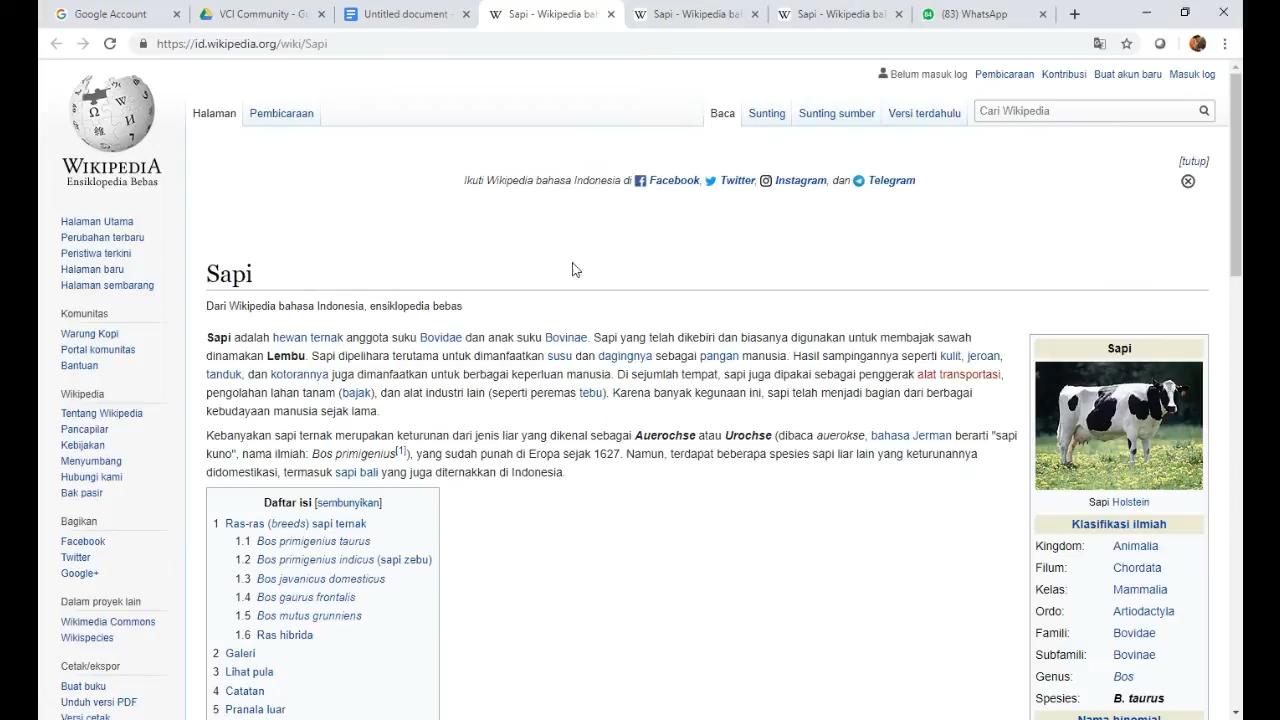 Google Account
VCI Community - G
Untitled document -
Sapi - Wikipedia bah
Sapi - Wikipedia bal
Sapi - Wikipedia bal
(83) WhatsApp
https://id.wikipedia.org/wiki/Sapi
Belum masuk log Pembicaraan Kontribusi Buat akun baru Masuk log
Halaman Pembicaraan Baca Sunting Sunting sumber Versi terdahulu Cari Wikipedia
WIKIPEDIA
Ensiklopedia Bebas
[tutup]
Ikuti Wikipedia bahasa Indonesia di Facebook, Twitter, Instagram, dan Telegram
Halaman Utama
Perubahan terbaru
Peristiwa terkini
Halaman baru
Halaman sembarang
Komunitas
Warung Kopi
Portal komunitas
Bantuan
Wikipedia
Tentang Wikipedia
Pancapilar
Kebijakan
Menyumbang
Hubungi kami
Bak pasir
Bagikan
Facebook
Twitter
Google+
Dalam proyek lain
Wikimedia Commons
Wikispecies
Cetak/ekspor
Buat buku
Unduh versi PDF
Versi cetak
Sapi
Dari Wikipedia bahasa Indonesia, ensiklopedia bebas
Sapi adalah hewan ternak anggota suku Bovidae dan anak suku Bovinae. Sapi yang telah dikebiri dan biasanya digunakan untuk membajak sawah
dinamakan Lembu. Sapi dipelihara terutama untuk dimanfaatkan susu dan dagingnya sebagai pangan manusia. Hasil sampingannya seperti kulit, jeroan,
tanduk, dan kotorannya juga dimanfaatkan untuk berbagai keperluan manusia. Di sejumlah tempat, sapi juga dipakai sebagai penggerak alat transportasi,
pengolahan lahan tanam (bajak), dan alat industri lain (seperti peremas tebu). Karena banyak kegunaan ini, sapi telah menjadi bagian dari berbagai
kebudayaan manusia sejak lama.
Kebanyakan sapi ternak merupakan keturunan dari jenis liar yang dikenal sebagai Auerochse atau Urochse (dibaca auerokse, bahasa Jerman berarti "sapi
kuno", nama ilmiah: Bos primigenius[1]), yang sudah punah di Eropa sejak 1627. Namun, terdapat beberapa spesies sapi liar lain yang keturunannya
didomestikasi, termasuk sapi bali yang juga diternakkan di Indonesia.
Daftar isi [sembunyikan]
1 Ras-ras (breeds) sapi ternak
1.1 Bos primigenius taurus
1.2 Bos primigenius indicus (sapi zebu)
1.3 Bos javanicus domesticus
1.4 Bos gaurus frontalis
1.5 Bos mutus grunniens
1.6 Ras hibrida
2 Galeri
3 Lihat pula
4 Catatan
5 Pranala luar
Sapi
Sapi Holstein
Klasifikasi ilmiah
Kingdom: Animalia
Filum: Chordata
Kelas: Mammalia
Ordo: Artiodactyla
Famili: Bovidae
Subfamili: Bovinae
Genus: Bos
Spesies: B. taurus
Nama binomial